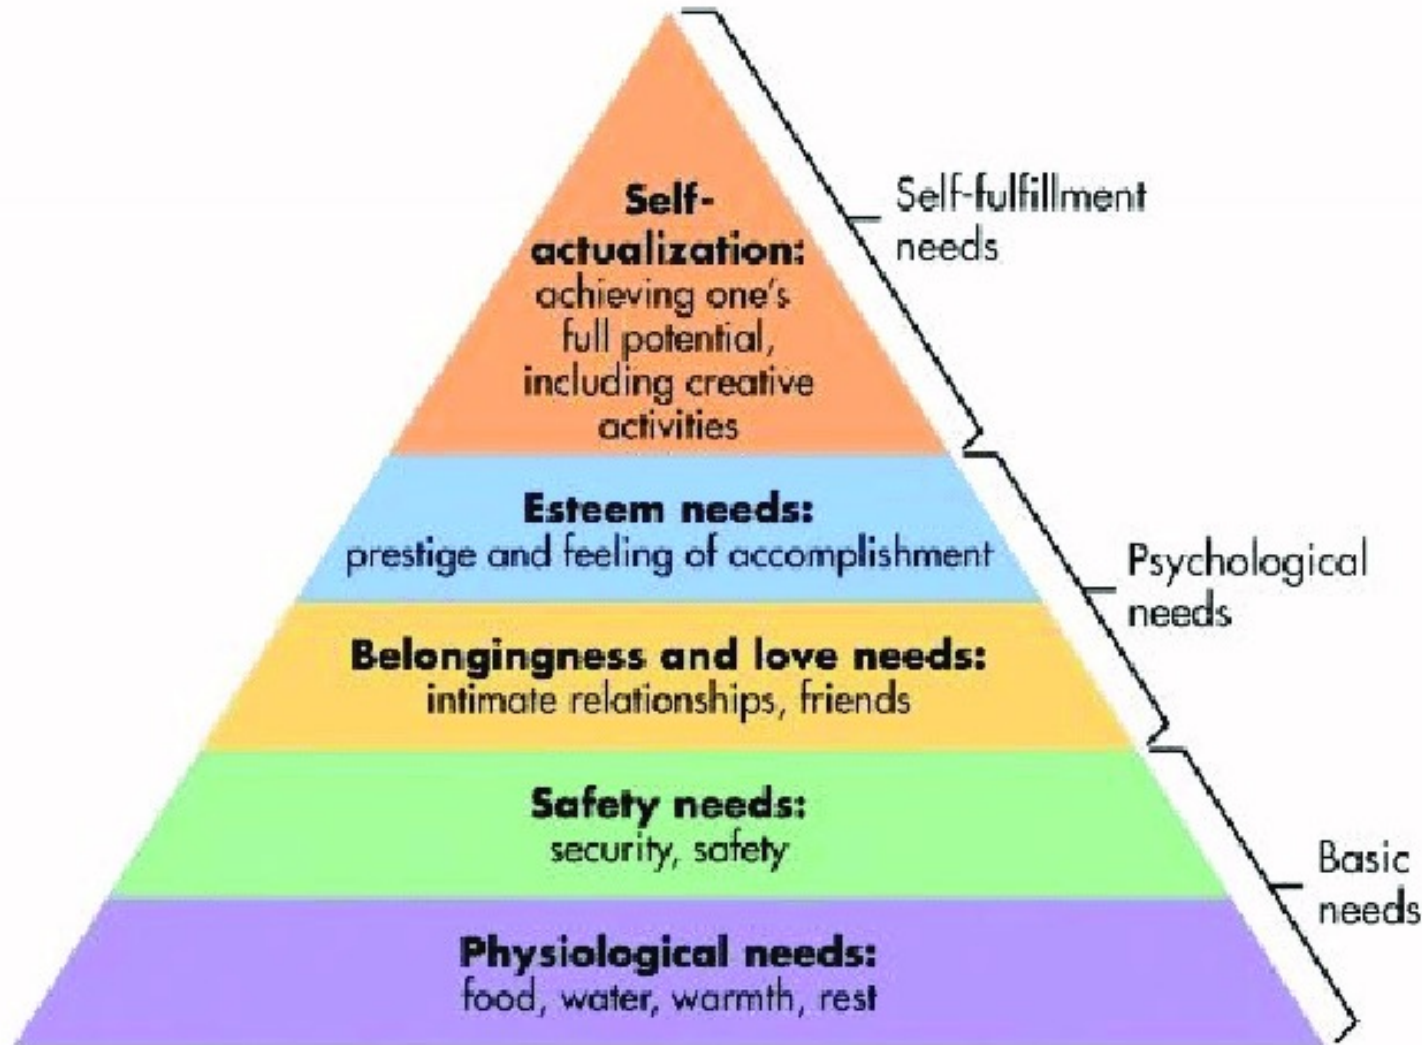 Self-
actualization:
achieving one's
full potential,
including creative
activities
Self-fulfillment
needs
Esteem needs:
prestige and feeling of accomplishment
Belongingness and love needs:
intimate relationships, friends
Psychological
needs
Safety needs:
security, safety
Physiological needs:
food, water, warmth, rest
Basic
needs